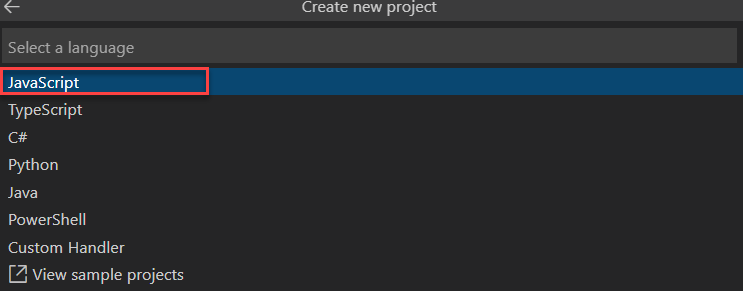 Create new project
Select a language
JavaScript
TypeScript
C#
Python
Java
PowerShell
Custom Handler
View sample projects